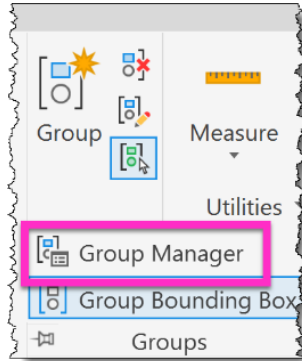 Group
Measure
Utilities
Group Manager
Group Bounding Box
Groups